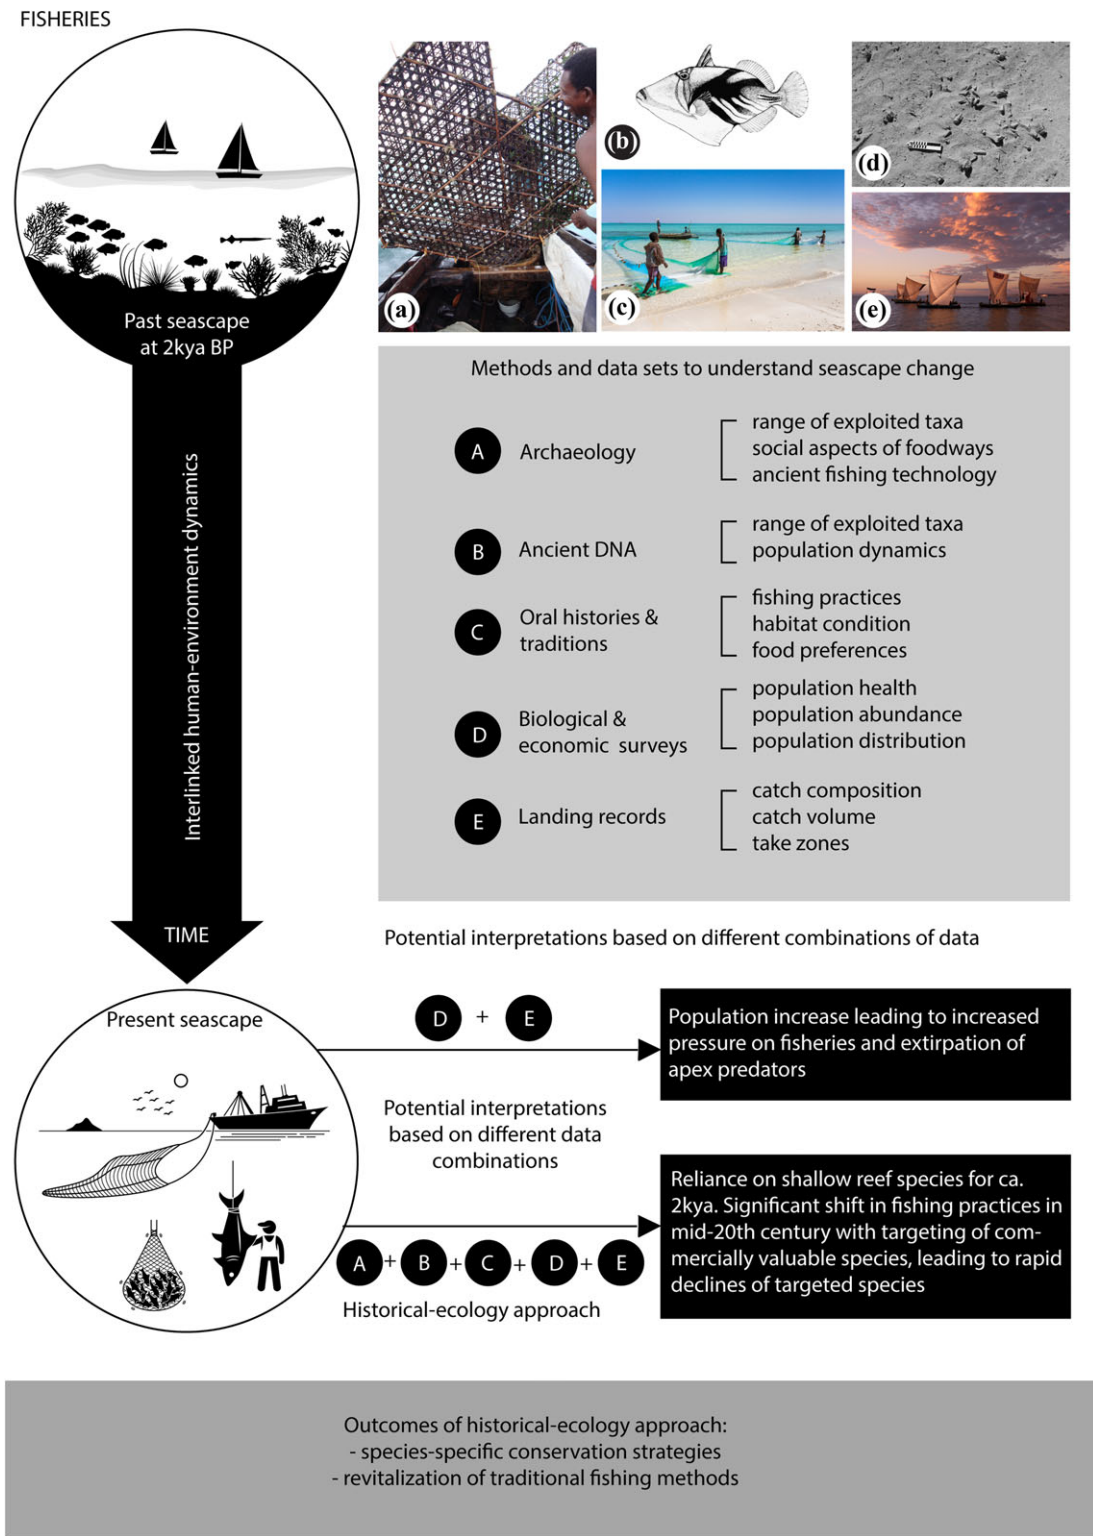 FISHERIES
Past seascape
at 2kya BP
Interlinked human-environment dynamics
TIME
(a)
(b)
(c)
(d)
(e)
Methods and data sets to understand seascape change
A
Archaeology
range of exploited taxa
social aspects of foodways
ancient fishing technology
B
Ancient DNA
range of exploited taxa
population dynamics
C
Oral histories &
traditions
fishing practices
habitat condition
food preferences
D
Biological &
economic surveys
population health
population abundance
population distribution
E
Landing records
catch composition
catch volume
take zones
Potential interpretations based on different combinations of data
Present seascape
D + E
Population increase leading to increased
pressure on fisheries and extirpation of
apex predators
Potential interpretations
based on different data
combinations
A + B + C + D + E
Historical-ecology approach
Reliance on shallow reef species for ca.
2kya. Significant shift in fishing practices in
mid-20th century with targeting of com-
mercially valuable species, leading to rapid
declines of targeted species
Outcomes of historical-ecology approach:
- species-specific conservation strategies
- revitalization of traditional fishing methods